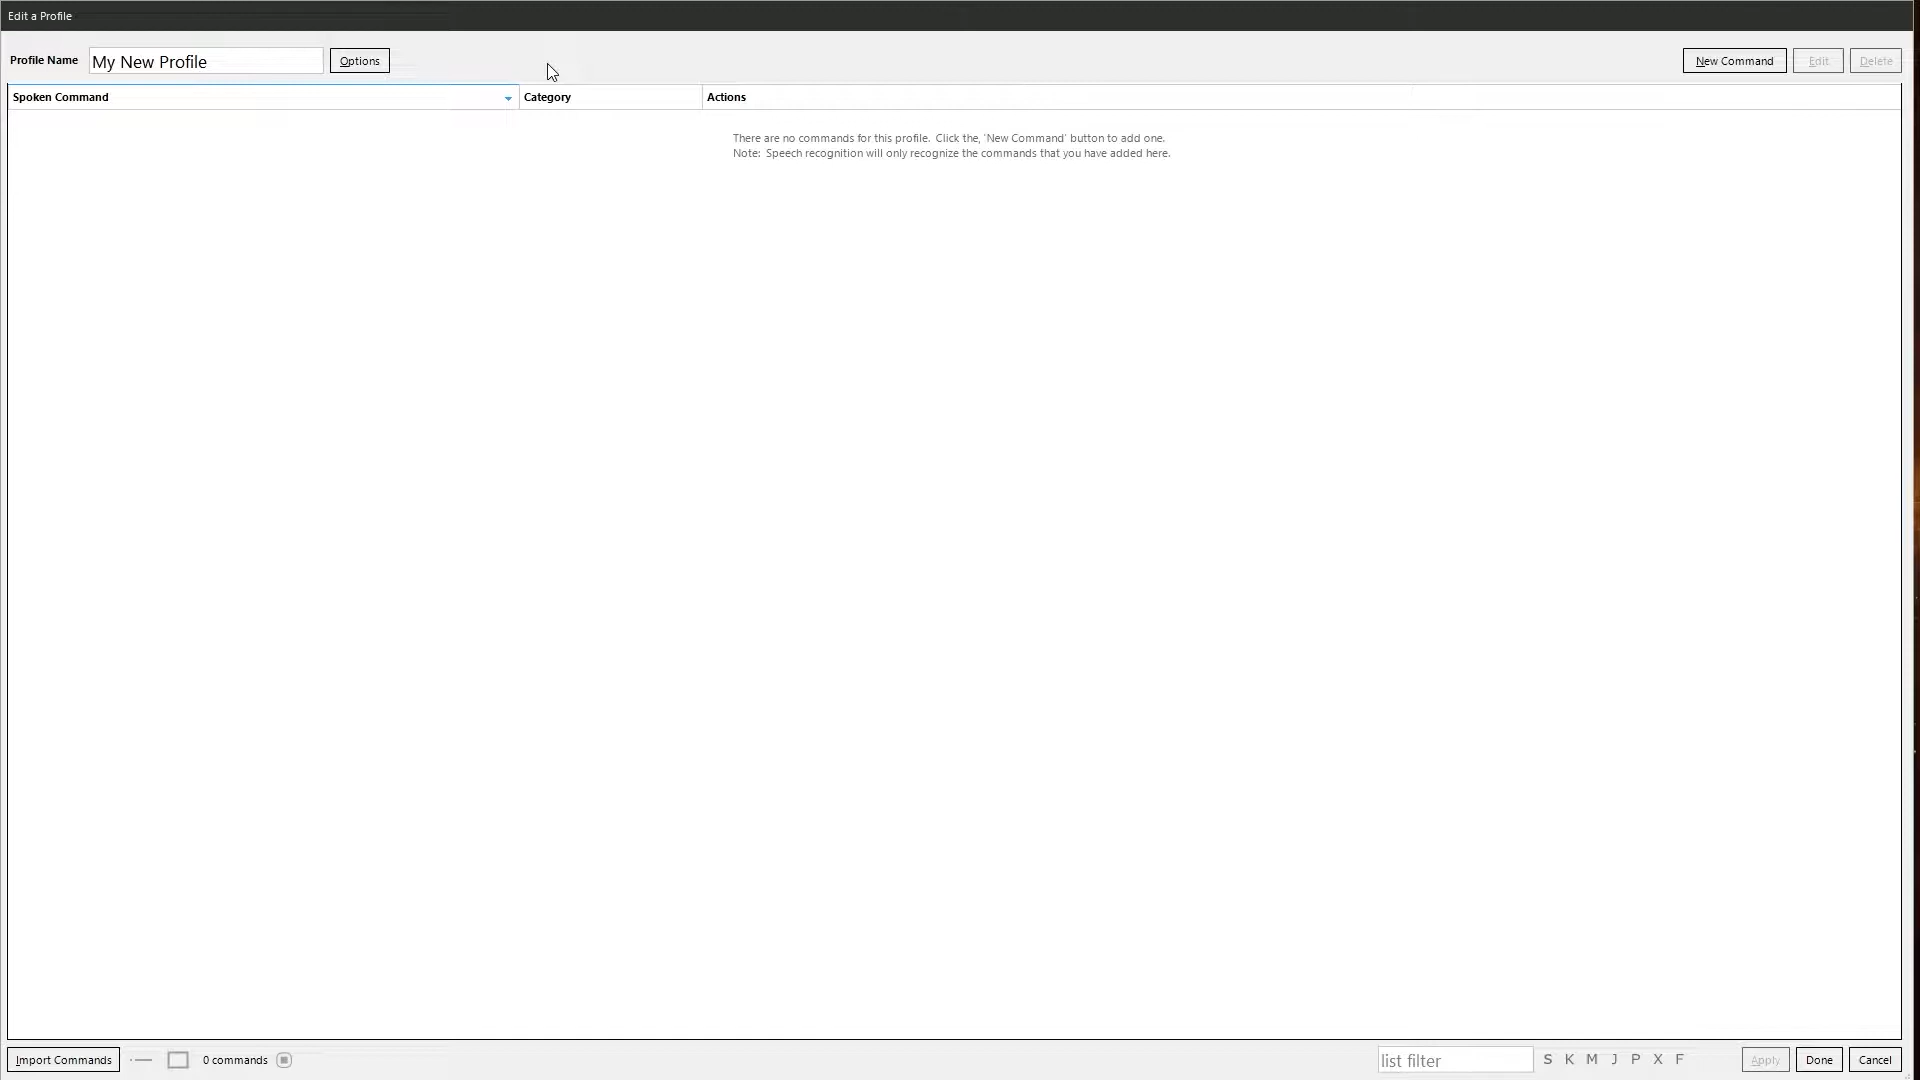 Edit a Profile
Profile Name My New Profile Options New Command Edit Delete
Spoken Command Category Actions
There are no commands for this profile. Click the, 'New Command' button to add one.
Note: Speech recognition will only recognize the commands that you have added here.
Import Commands 0 commands list filter S K M J P X F Apply Done Cancel